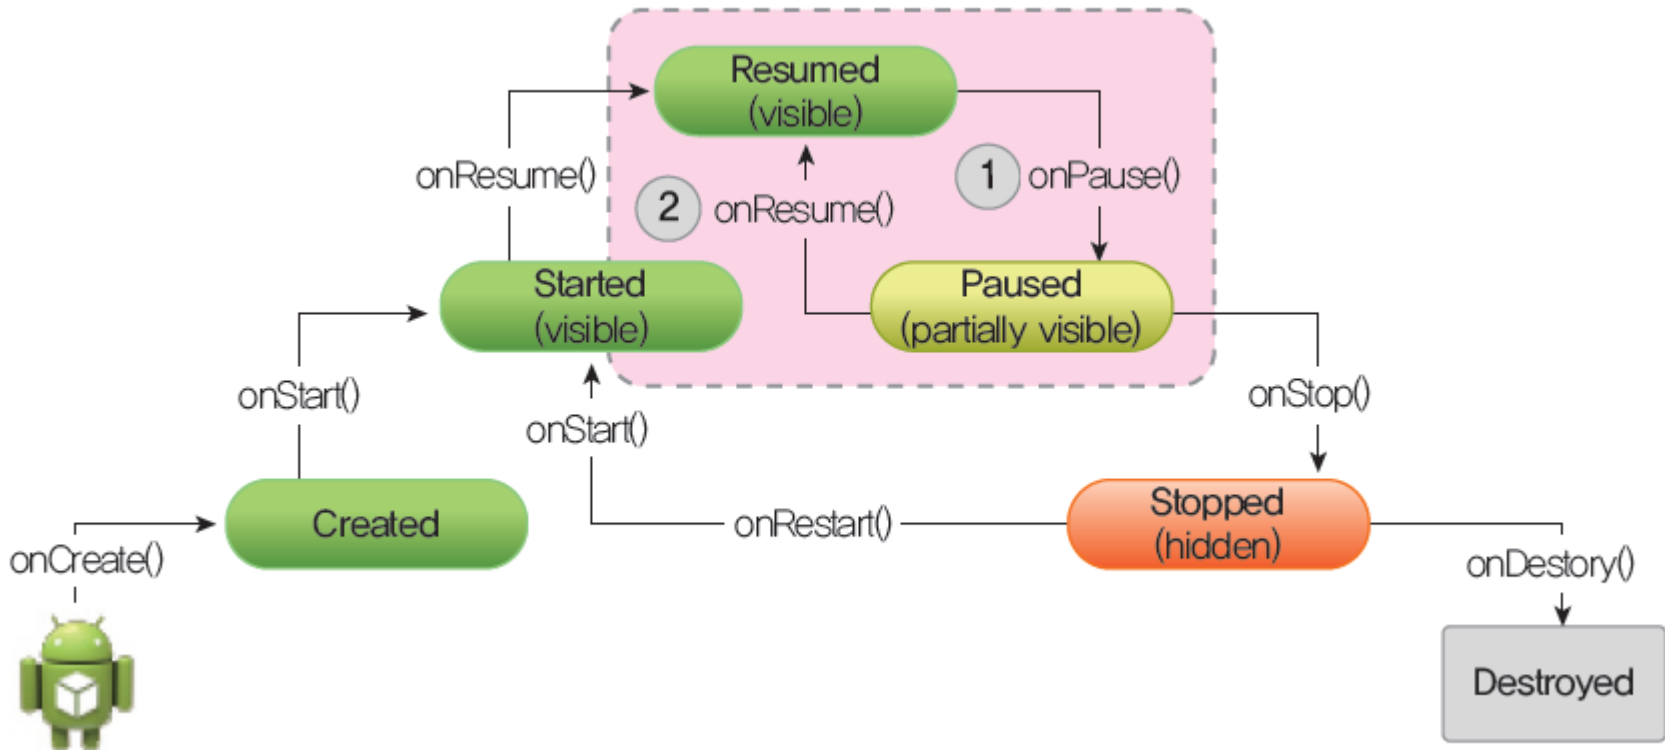 Resumed
(visible)
onResume()
1
onPause()
2
onResume()
Started
(visible)
Paused
(partially visible)
onStart()
onStop()
onStart()
Created
onRestart()
Stopped
(hidden)
onCreate()
onDestory()
Destroyed